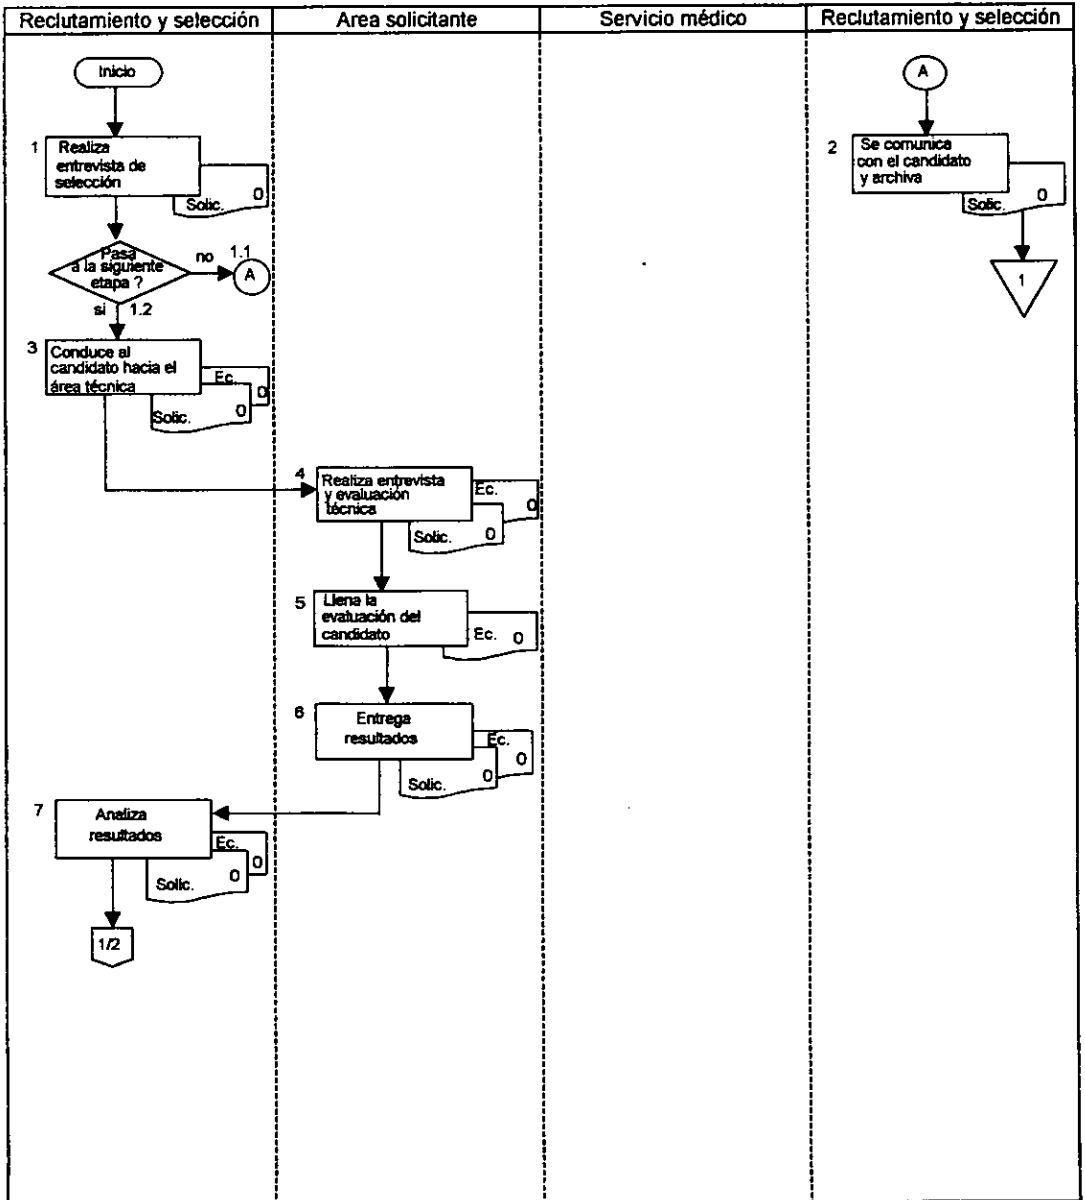 Reclutamiento y selección
Area solicitante
Servicio médico
Reclutamiento y selección
Inicio
A
1
Realiza
entrevista de
selección
Solic.
0
2
Se comunica
con el candidato
y archiva
Solic.
0
1
Pasa
a la siguiente
etapa ?
no
1.1
A
si
1.2
3
Conduce al
candidato hacia el
área técnica
Ec.
0
Solic.
0
4
Realiza entrevista
y evaluación
técnica
Ec.
0
Solic.
0
5
Llena la
evaluación del
candidato
Ec.
0
6
Entrega
resultados
Ec.
0
Solic.
0
7
Analiza
resultados
Ec.
0
Solic.
0
1/2